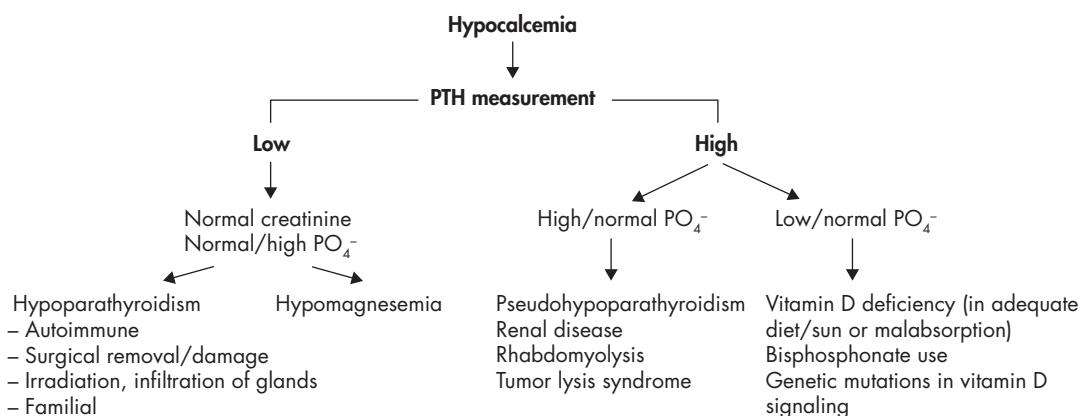 Hypocalcemia
PTH measurement
Low
High
Normal creatinine
Normal/high PO₄⁻
High/normal PO₄⁻
Low/normal PO₄⁻
Hypoparathyroidism
– Autoimmune
– Surgical removal/damage
– Irradiation, infiltration of glands
– Familial
Hypomagnesemia
Pseudohypoparathyroidism
Renal disease
Rhabdomyolysis
Tumor lysis syndrome
Vitamin D deficiency (in adequate
diet/sun or malabsorption)
Bisphosphonate use
Genetic mutations in vitamin D
signaling